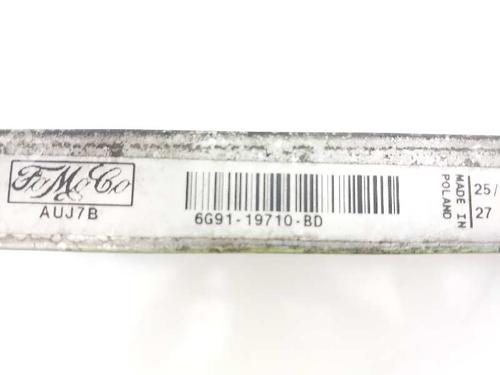 FoMoCo
AUJ7B
6G91-19710-BD
MADE IN
POLAND
25/
27